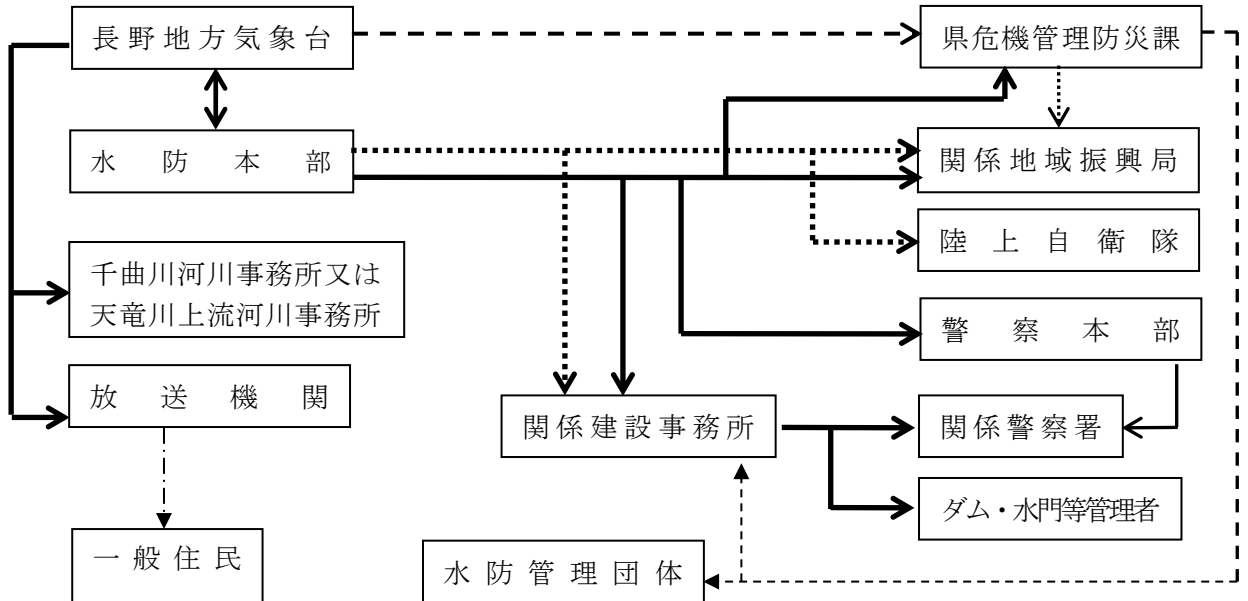 長野地方気象台
県危機管理防災課
水防本部
関係地域振興局
陸上自衛隊
千曲川河川事務所又は
天竜川上流河川事務所
警察本部
放送機関
関係建設事務所
関係警察署
ダム・水門等管理者
一般住民
水防管理団体